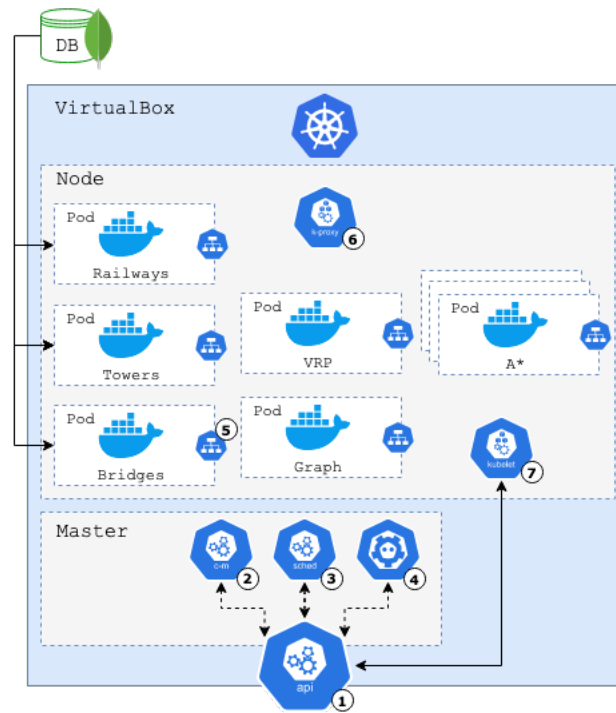 DB
VirtualBox
Node
Pod
Railways
k-proxy
6
Pod
Towers
Pod
VRP
Pod
A*
Pod
Bridges
5
Pod
Graph
kubelet
7
Master
c-m
2
sched
3
4
api
1